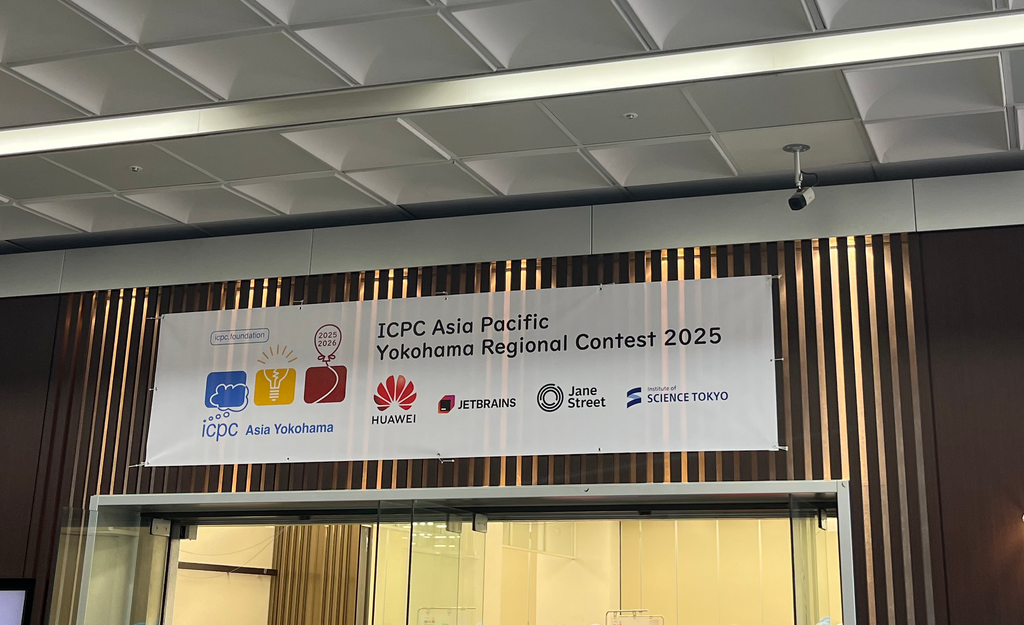 icpc.foundation
2025
2026
ICPC Asia Pacific
Yokohama Regional Contest 2025
icpc Asia Yokohama
HUAWEI
JETBRAINS
Jane
Street
Institute of
SCIENCE TOKYO